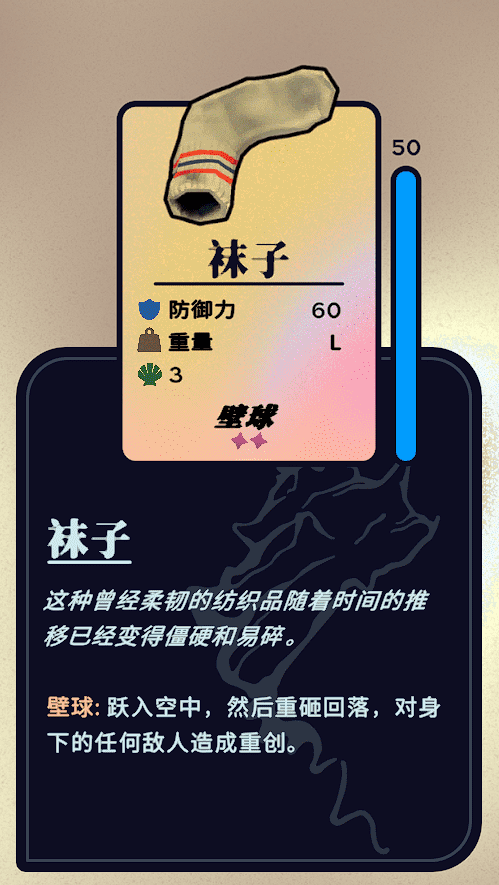 50
袜子
防御力 60
重量 L
3
壁球
袜子
这种曾经柔韧的纺织品随着时间的推
移已经变得僵硬和易碎。
壁球: 跃入空中，然后重砸回落，对身
下的任何敌人造成重创。